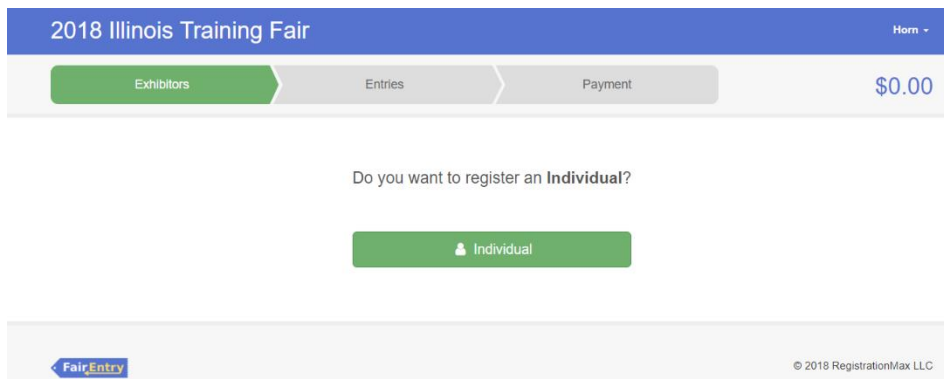 2018 Illinois Training Fair
Horn
Exhibitors
Entries
Payment
$0.00
Do you want to register an Individual?
Individual
FairEntry
© 2018 RegistrationMax LLC